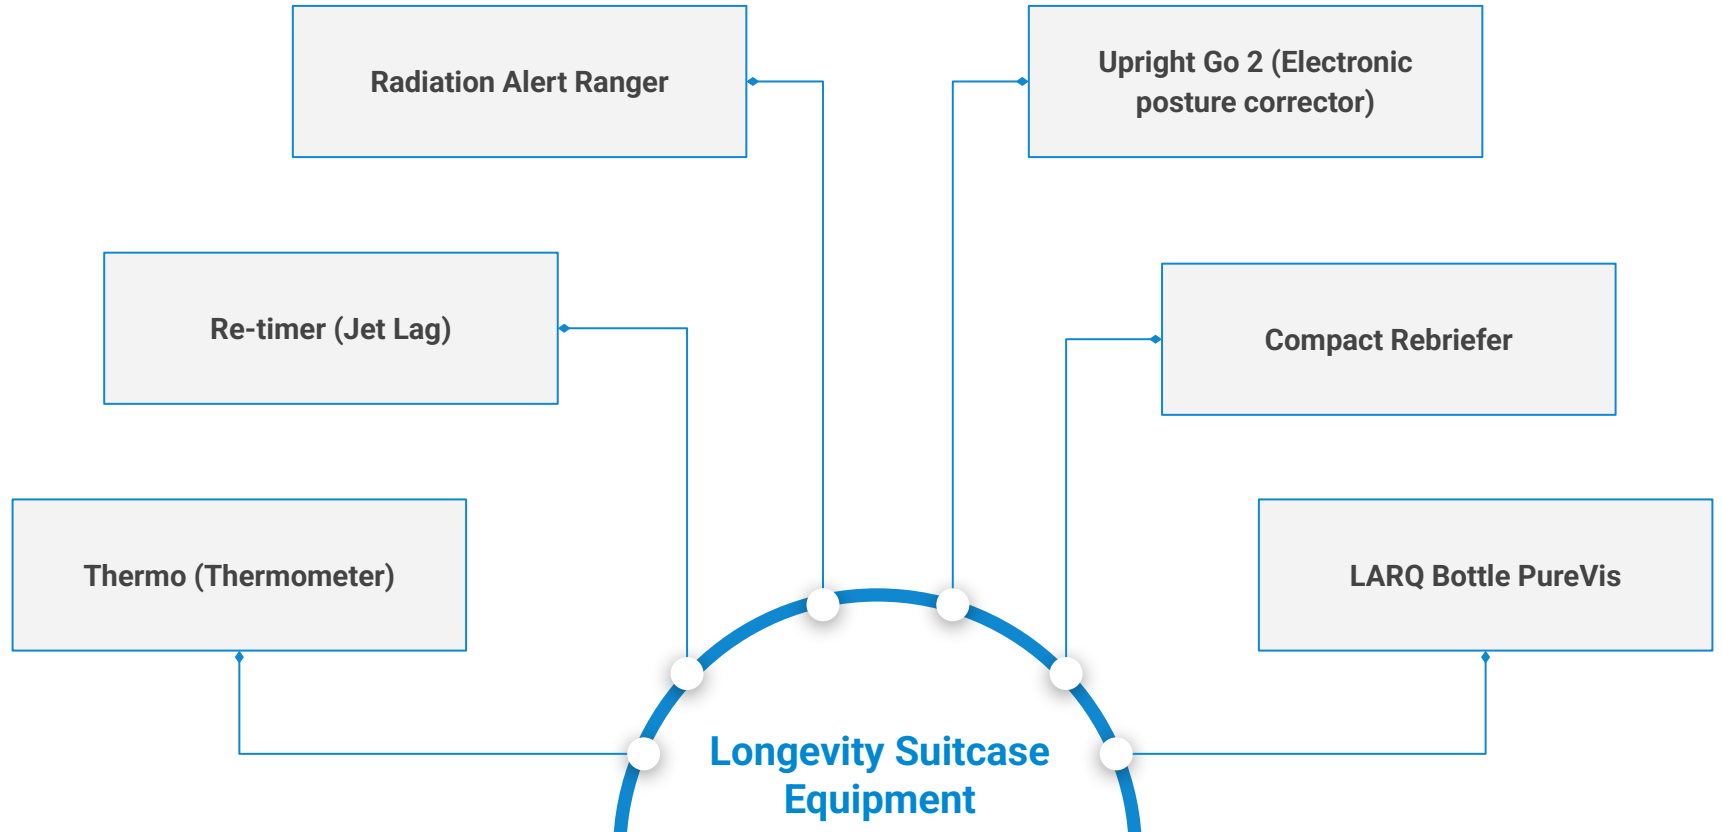 Radiation Alert Ranger
Upright Go 2 (Electronic
posture corrector)
Re-timer (Jet Lag)
Compact Rebriefer
Thermo (Thermometer)
LARQ Bottle PureVis
Longevity Suitcase
Equipment